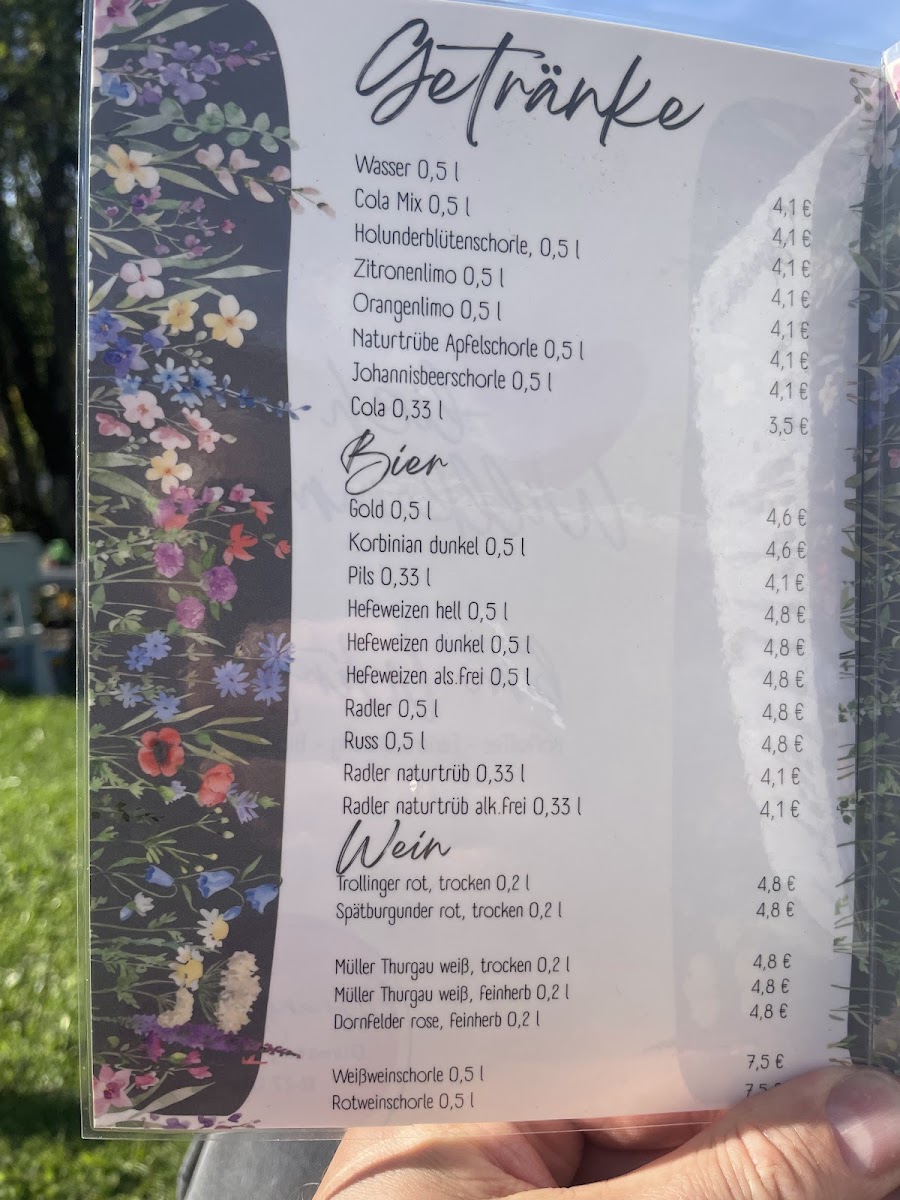 Getränke
Wasser 0,5 l 4,1 €
Cola Mix 0,5 l 4,1 €
Holunderblütenschorle, 0,5 l 4,1 €
Zitronenlimo 0,5 l 4,1 €
Orangenlimo 0,5 l 4,1 €
Naturtrübe Apfelschorle 0,5 l 4,1 €
Johannisbeerschorle 0,5 l 4,1 €
Cola 0,33 l 3,5 €
Bier
Gold 0,5 l 4,6 €
Korbinian dunkel 0,5 l 4,6 €
Pils 0,33 l 4,1 €
Hefeweizen hell 0,5 l 4,8 €
Hefeweizen dunkel 0,5 l 4,8 €
Hefeweizen als.frei 0,5 l 4,8 €
Radler 0,5 l 4,8 €
Russ 0,5 l 4,8 €
Radler naturtrüb 0,33 l 4,1 €
Radler naturtrüb alk.frei 0,33 l 4,1 €
Wein
Trollinger rot, trocken 0,2 l 4,8 €
Spätburgunder rot, trocken 0,2 l 4,8 €
Müller Thurgau weiß, trocken 0,2 l 4,8 €
Müller Thurgau weiß, feinherb 0,2 l 4,8 €
Dornfelder rose, feinherb 0,2 l 4,8 €
Weißweinschorle 0,5 l 7,5 €
Rotweinschorle 0,5 l 7,5 €